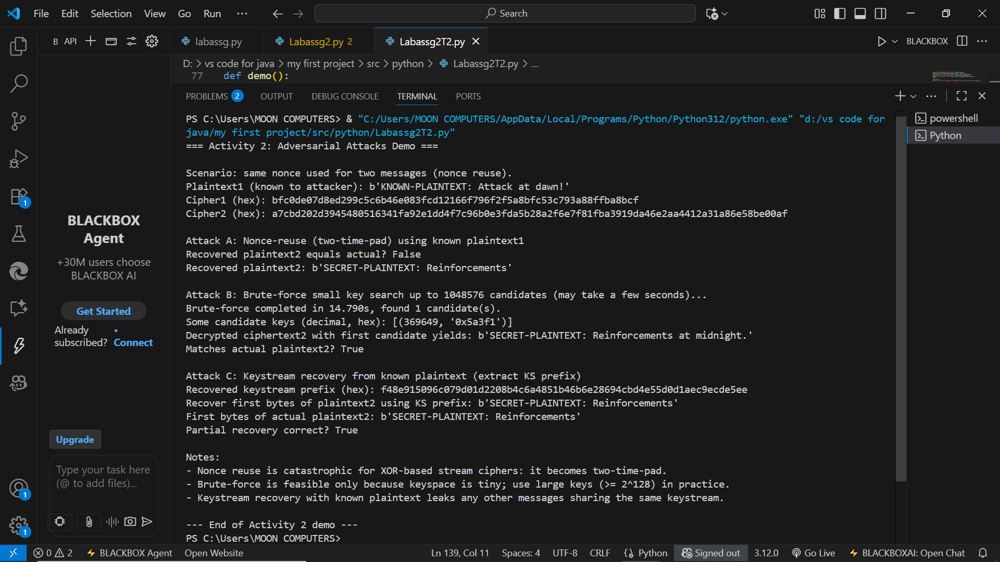 File Edit Selection View Go Run ··· Search
B API
labassg.py Labassg2.py 2 Labassg2T2.py BLACKBOX
D: > vs code for java > my first project > src > python > Labassg2T2.py > ...
77 def demo():
PROBLEMS 2 OUTPUT DEBUG CONSOLE TERMINAL PORTS
powershell
Python
PS C:\Users\MOON COMPUTERS> & "C:/Users/MOON COMPUTERS/AppData/Local/Programs/Python/Python312/python.exe" "d:/vs code for
java/my first project/src/python/Labassg2T2.py"
=== Activity 2: Adversarial Attacks Demo ===
Scenario: same nonce used for two messages (nonce reuse).
Plaintext1 (known to attacker): b'KNOWN-PLAINTEXT: Attack at dawn!'
Cipher1 (hex): bfc0de07d8ed299c5c6b46e083fcd12166f796f2f5a8bfc53c793a88ffba8bcf
Cipher2 (hex): a7cbd202d3945480516341fa92e1dd4f7c96b0e3fda5b28a2f6e7f81fba3919da46e2aa4412a31a86e58be00af
Attack A: Nonce-reuse (two-time-pad) using known plaintext1
Recovered plaintext2 equals actual? False
Recovered plaintext2: b'SECRET-PLAINTEXT: Reinforcements'
Attack B: Brute-force small key search up to 1048576 candidates (may take a few seconds)...
Brute-force completed in 14.790s, found 1 candidate(s).
Some candidate keys (decimal, hex): [(369649, '0x5a3f1')]
Decrypted ciphertext2 with first candidate yields: b'SECRET-PLAINTEXT: Reinforcements at midnight.'
Matches actual plaintext2? True
Attack C: Keystream recovery from known plaintext (extract KS prefix)
Recovered keystream prefix (hex): f48e915096c079d01d2208b4c6a4851b46b6e28694cbd4e55d0d1aec9ecde5ee
Recover first bytes of plaintext2 using KS prefix: b'SECRET-PLAINTEXT: Reinforcements'
First bytes of actual plaintext2: b'SECRET-PLAINTEXT: Reinforcements'
Partial recovery correct? True
Notes:
- Nonce reuse is catastrophic for XOR-based stream ciphers: it becomes two-time-pad.
- Brute-force is feasible only because keyspace is tiny; use large keys (>= 2^128) in practice.
- Keystream recovery with known plaintext leaks any other messages sharing the same keystream.
--- End of Activity 2 demo ---
PS C:\Users\MOON COMPUTERS>
BLACKBOX
Agent
+30M users choose
BLACKBOX AI
Get Started
Already
subscribed? • Connect
Upgrade
Type your task here
(@ to add files)...
1
1
1
0 2 BLACKBOX Agent Open Website Ln 139, Col 11 Spaces: 4 UTF-8 CRLF {} Python Signed out 3.12.0 Go Live BLACKBOXAI: Open Chat